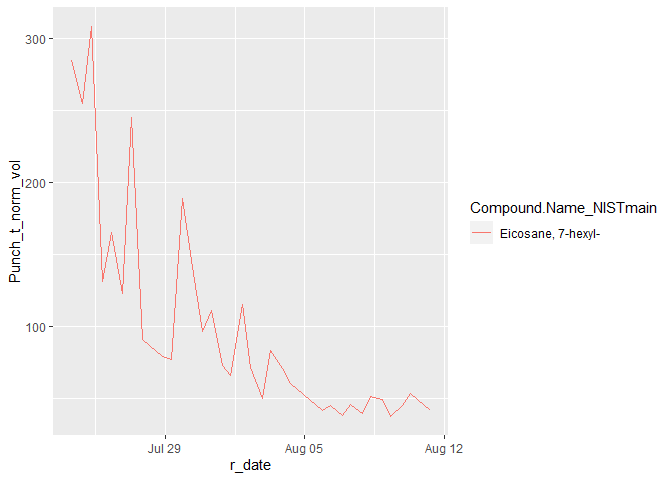 300
200
100
Punch_t_norm_vol
Jul 29
Aug 05
Aug 12
r_date
Compound.Name_NISTmain
Eicosane, 7-hexyl-